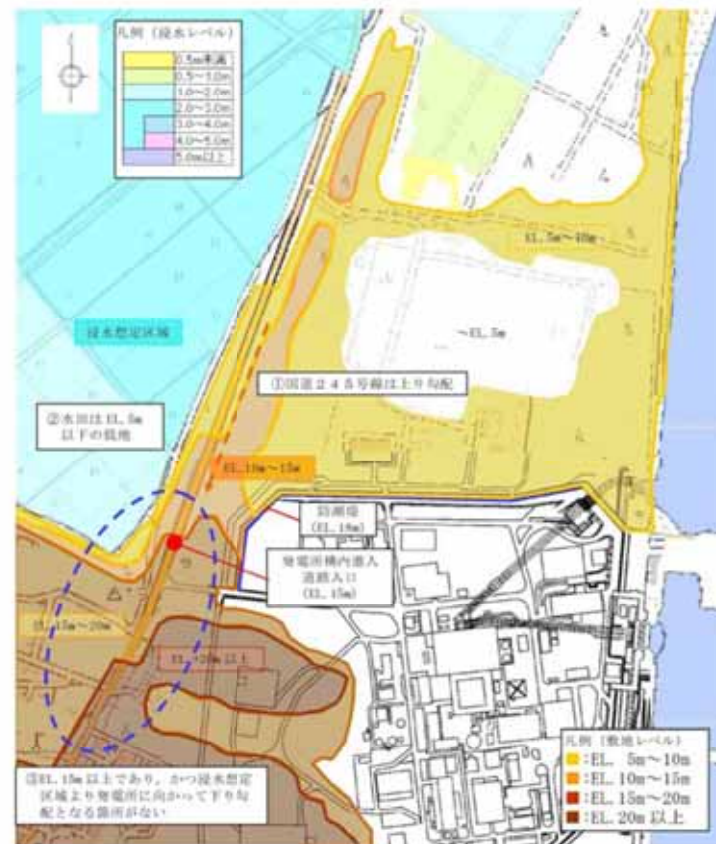 凡例（浸水レベル）
0.5m未満
0.5～1.0m
1.0～2.0m
2.0～3.0m
3.0～4.0m
4.0～5.0m
5.0m以上
EL.5m～10m
～EL.5m
浸水想定区域
①国道245号線は上り勾配
②水田はEL.5m
以下の低地
EL.10m～15m
防潮堤
(EL.18m)
発電所構内進入
道路入口
(EL.15m)
EL.15m～20m
EL.20m以上
③EL.15m以上であり，かつ浸水想定
区域より発電所に向かって下り勾
配となる箇所がない
凡例（敷地レベル）
:EL. 5m～10m
:EL.10m～15m
:EL.15m～20m
:EL.20m以上